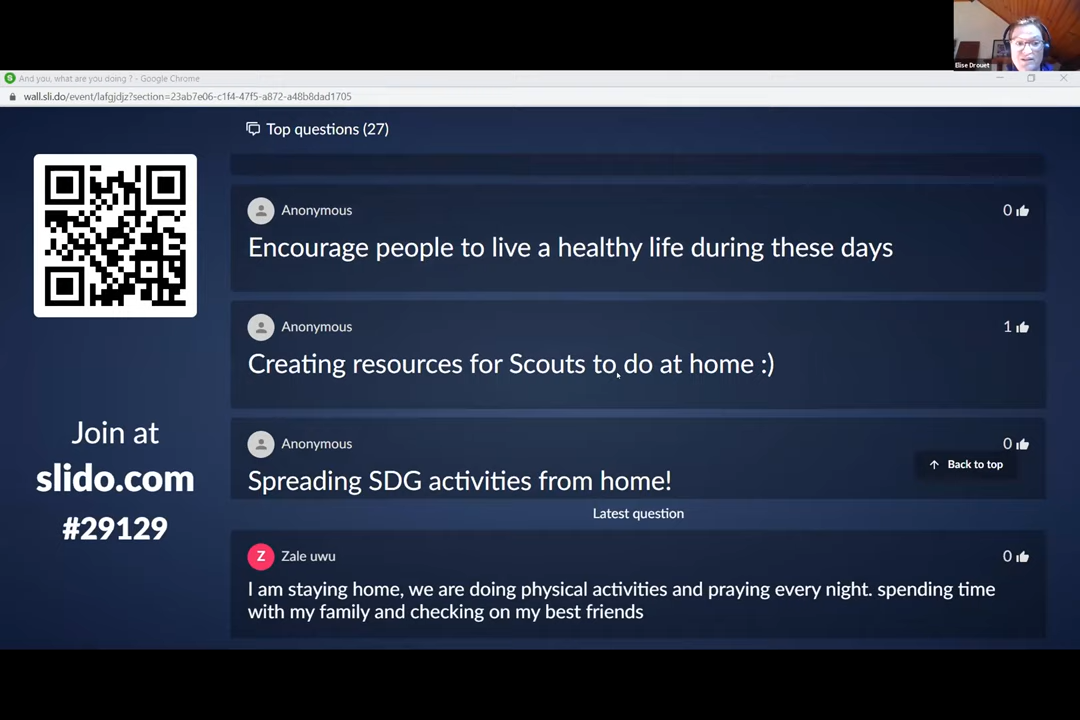 Elise Drouet
And you, what are you doing ? - Google Chrome
wall.sli.do/event/lafgjdjz?section=23ab7e06-c1f4-47f5-a872-a48b8dad1705
Top questions (27)
Anonymous
0
Encourage people to live a healthy life during these days
Anonymous
1
Creating resources for Scouts to do at home :)
Anonymous
0
Spreading SDG activities from home!
Back to top
Latest question
Z
Zale uwu
0
I am staying home, we are doing physical activities and praying every night. spending time
with my family and checking on my best friends
Join at
slido.com
#29129